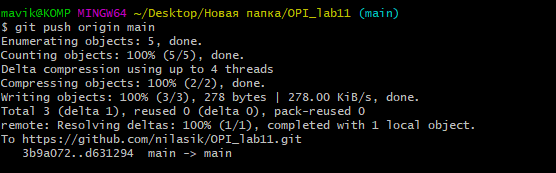 mavik@KOMP MINGW64 ~/Desktop/Новая папка/OPI_lab11 (main)
$ git push origin main
Enumerating objects: 5, done.
Counting objects: 100% (5/5), done.
Delta compression using up to 4 threads
Compressing objects: 100% (2/2), done.
Writing objects: 100% (3/3), 278 bytes | 278.00 KiB/s, done.
Total 3 (delta 1), reused 0 (delta 0), pack-reused 0
remote: Resolving deltas: 100% (1/1), completed with 1 local object.
To https://github.com/nilasik/OPI_lab11.git
   3b9a072..d631294  main -> main